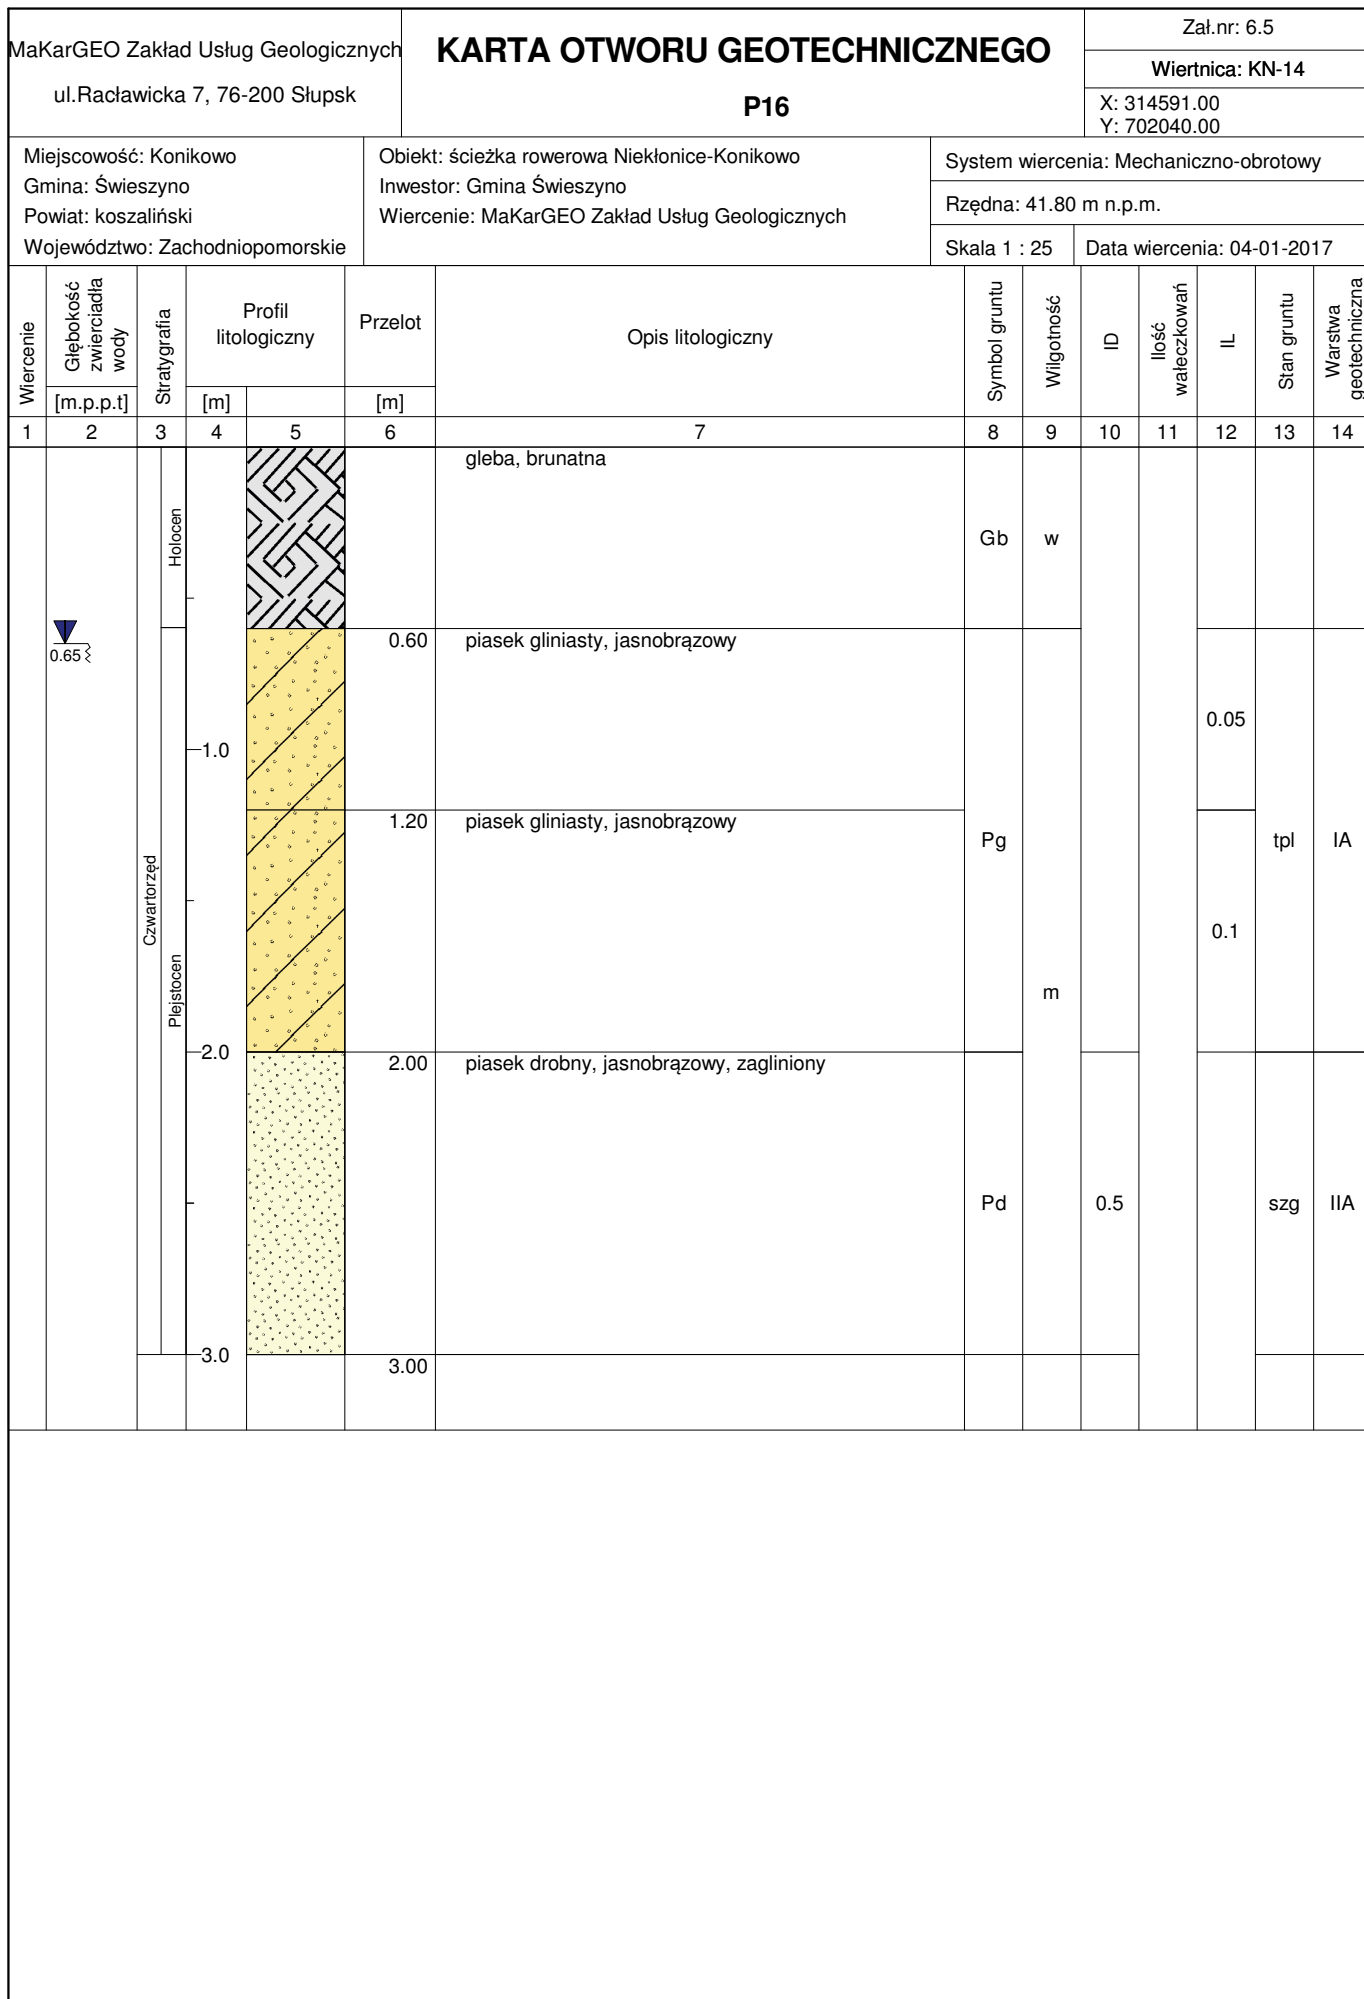 MaKarGEO Zakład Usług Geologicznych
ul.Racławicka 7, 76-200 Słupsk
KARTA OTWORU GEOTECHNICZNEGO
P16
Zał.nr: 6.5
Wiertnica: KN-14
X: 314591.00
Y: 702040.00
Miejscowość: Konikowo
Gmina: Świeszyno
Powiat: koszaliński
Województwo: Zachodniopomorskie
Obiekt: ścieżka rowerowa Niekłonice-Konikowo
Inwestor: Gmina Świeszyno
Wiercenie: MaKarGEO Zakład Usług Geologicznych
System wiercenia: Mechaniczno-obrotowy
Rzędna: 41.80 m n.p.m.
Skala 1 : 25
Data wiercenia: 04-01-2017
Wiercenie
Głębokość
zwierciadła
wody
[m.p.p.t]
Stratygrafia
Profil
litologiczny
[m]
Przelot
[m]
Opis litologiczny
Symbol gruntu
Wilgotność
ID
Ilość
wałeczkowań
IL
Stan gruntu
Warstwa
geotechniczna
1 2 3 4 5 6 7 8 9 10 11 12 13 14
gleba, brunatna
Holocen
Gb w
0.65
0.60 piasek gliniasty, jasnobrązowy
0.05
1.0
1.20 piasek gliniasty, jasnobrązowy
Pg tpl IA
Czwartorzęd
0.1
Plejstocen
m
2.0
2.00 piasek drobny, jasnobrązowy, zagliniony
Pd 0.5 szg IIA
3.0
3.00